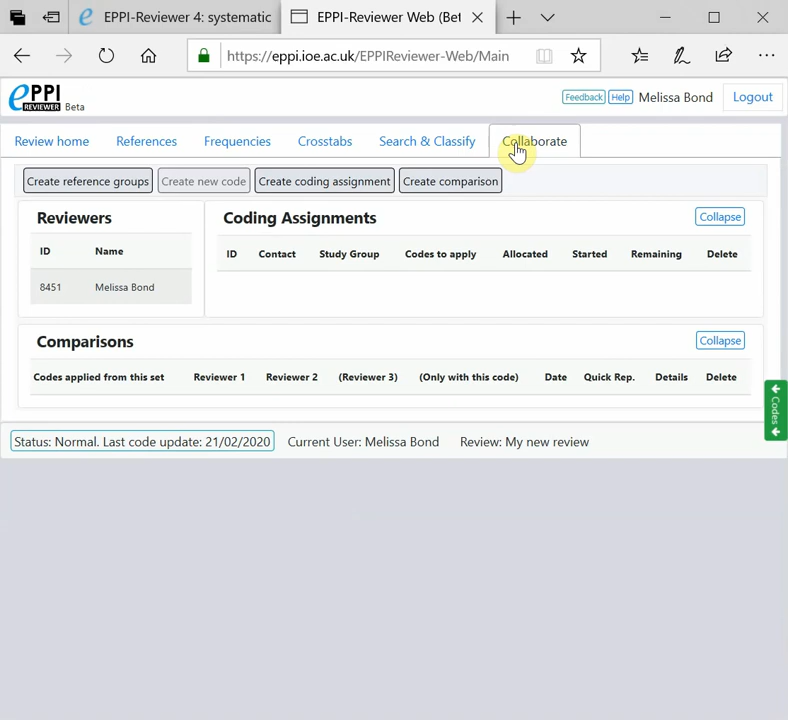 EPPI-Reviewer 4: systematic
EPPI-Reviewer Web (Bet
https://eppi.ioe.ac.uk/EPPIReviewer-Web/Main
ePPI REVIEWER Beta
Feedback Help Melissa Bond Logout
Review home References Frequencies Crosstabs Search & Classify Collaborate
Create reference groups Create new code Create coding assignment Create comparison
Reviewers
ID Name
8451 Melissa Bond
Coding Assignments Collapse
ID Contact Study Group Codes to apply Allocated Started Remaining Delete
Comparisons Collapse
Codes applied from this set Reviewer 1 Reviewer 2 (Reviewer 3) (Only with this code) Date Quick Rep. Details Delete
Codes
Status: Normal. Last code update: 21/02/2020 Current User: Melissa Bond Review: My new review